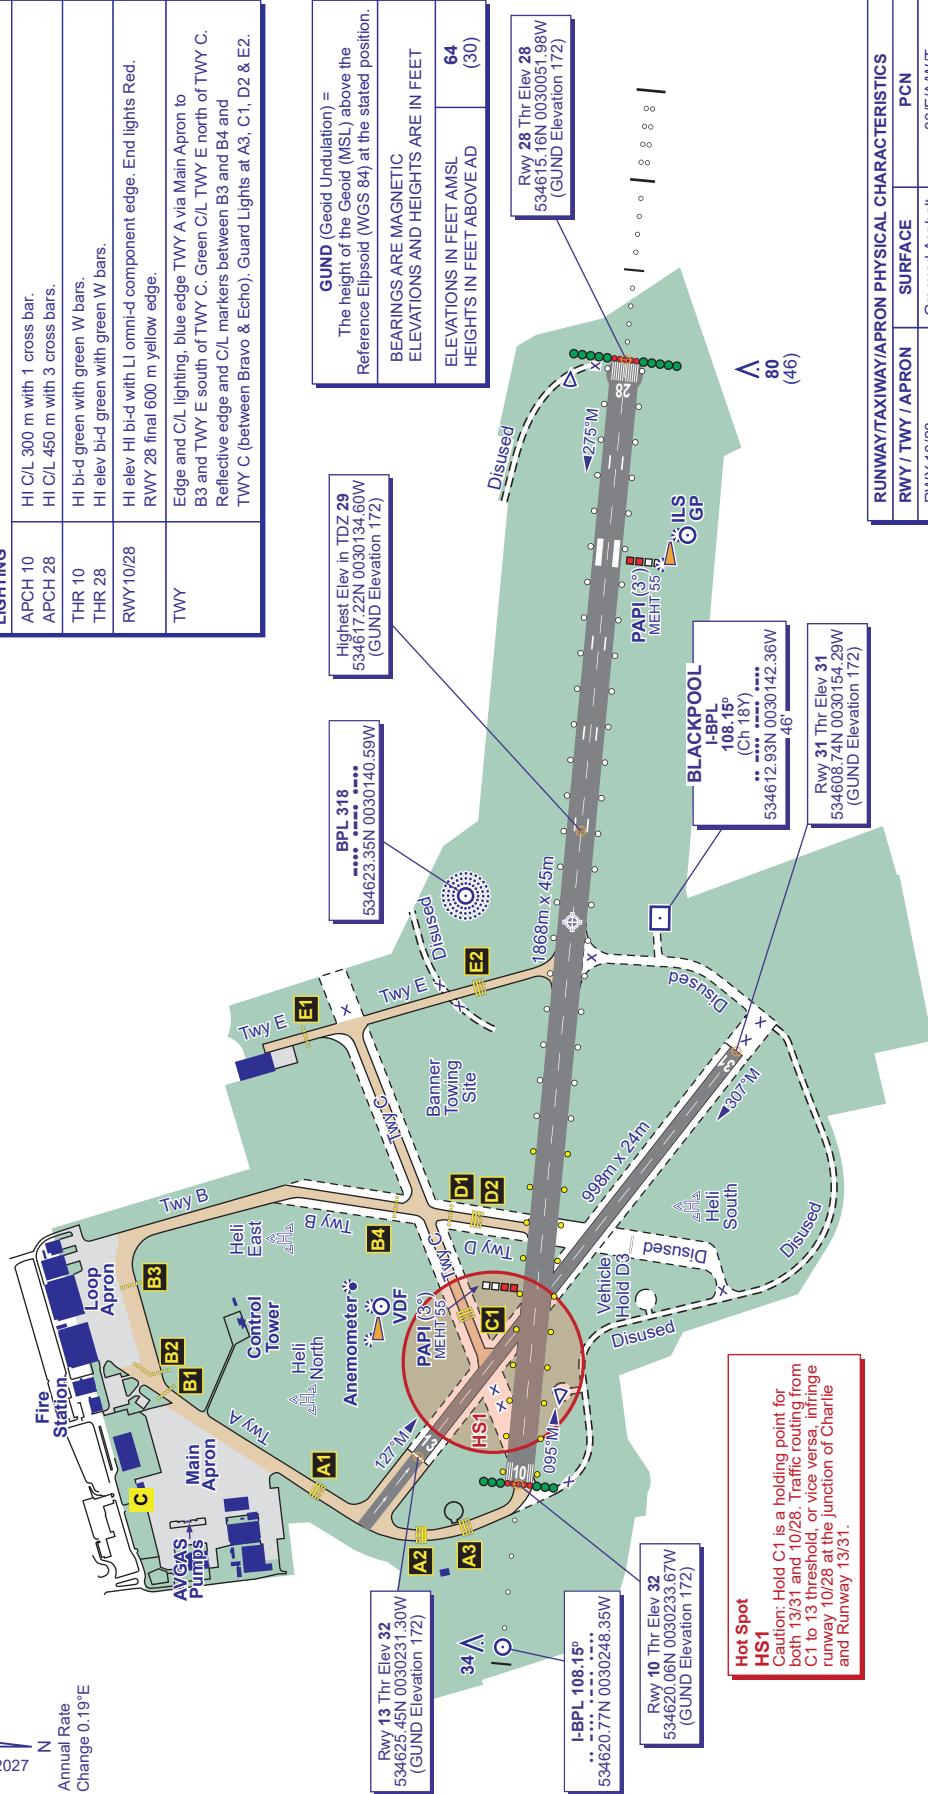 LIGHTING
APCH 10 HI C/L 300 m with 1 cross bar.
APCH 28 HI C/L 450 m with 3 cross bars.
THR 10 HI bi-d green with green W bars.
THR 28 HI elev bi-d green with green W bars.
RWY10/28 HI elev HI bi-d with LI omni-d component edge. End lights Red.
RWY 28 final 600 m yellow edge.
TWY Edge and C/L lighting, blue edge TWY A via Main Apron to
B3 and TWY E south of TWY C. Green C/L TWY E north of TWY C.
Reflective edge and C/L markers between B3 and B4 and
TWY C (between Bravo & Echo). Guard Lights at A3, C1, D2 & E2.
GUND (Geoid Undulation) =
The height of the Geoid (MSL) above the
Reference Elipsoid (WGS 84) at the stated position.
BEARINGS ARE MAGNETIC
ELEVATIONS AND HEIGHTS ARE IN FEET
ELEVATIONS IN FEET AMSL 64
HEIGHTS IN FEET ABOVE AD (30)
Rwy 28 Thr Elev 28
534615.16N 0030051.98W
(GUND Elevation 172)
RUNWAY/TAXIWAY/APRON PHYSICAL CHARACTERISTICS
RWY / TWY / APRON SURFACE PCN
2027
N
Annual Rate
Change 0.19°E
Highest Elev in TDZ 29
534617.22N 0030134.60W
(GUND Elevation 172)
BPL 318
534623.35N 0030140.59W
BLACKPOOL
I-BPL
108.15ᴰ
(Ch 18Y)
534612.93N 0030142.36W
46'
Rwy 31 Thr Elev 31
534608.74N 0030154.29W
(GUND Elevation 172)
Rwy 13 Thr Elev 32
534625.45N 0030231.30W
(GUND Elevation 172)
I-BPL 108.15ᴰ
534620.77N 0030248.35W
Rwy 10 Thr Elev 32
534620.06N 0030233.67W
(GUND Elevation 172)
Hot Spot
HS1
Caution: Hold C1 is a holding point for
both 13/31 and 10/28. Traffic routing from
C1 to 13 threshold, or vice versa, infringe
runway 10/28 at the junction of Charlie
and Runway 13/31.
Fire
Station
Loop
Apron
Main
Apron
AVGAS
Pumps
C
Control
Tower
Heli
North
Heli
East
Heli
South
Anemometer
VDF
PAPI (3°)
MEHT 55
HS1
Banner
Towing
Site
Vehicle
Hold D3
Twy A
Twy B
Twy B
Twy C
Twy C
Twy D
Twy E
Twy E
A1
A2
A3
B1
B2
B3
B4
C1
D1
D2
E1
E2
Disused
Disused
Disused
Disused
Disused
Disused
127°M
13
095°M
10
307°M
31
275°M
28
1868m x 45m
998m x 24m
PAPI (3°)
MEHT 55
ILS
GP
34
80
(46)